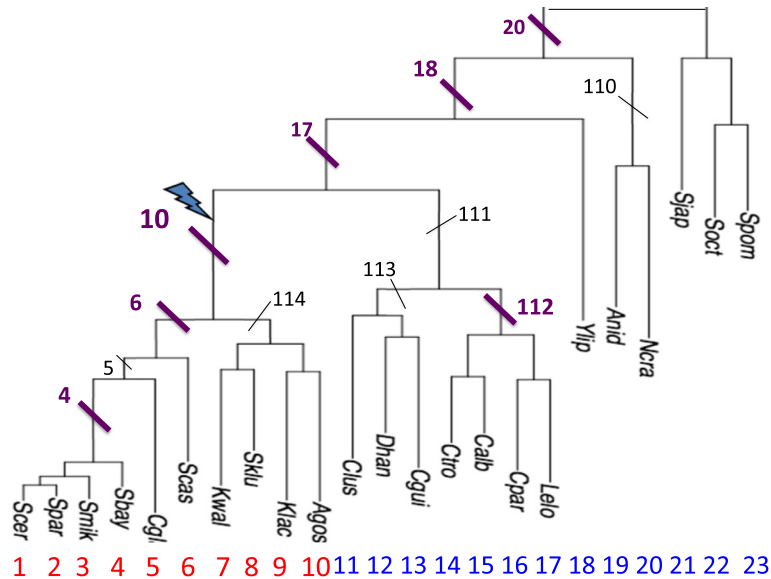 20
18
110
17
10
111
113
6
114
112
5
4
Sjap
Soct
Spom
Ylip
Anid
Ncra
Scer
Spar
Smik
Sbay
Cgl
Scas
Kwal
Sklu
Klac
Agos
Clus
Dhan
Cgui
Ctro
Calb
Cpar
Lelo
1 2 3 4 5 6 7 8 9 10 11 12 13 14 15 16 17 18 19 20 21 22 23